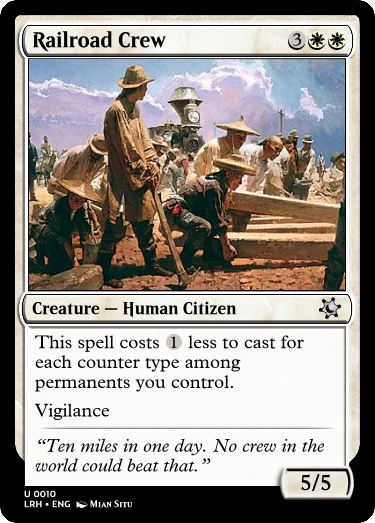 Railroad Crew 3
Creature — Human Citizen
This spell costs 1 less to cast for
each counter type among
permanents you control.
Vigilance
“Ten miles in one day. No crew in the
world could beat that.”
5/5
U 0010
LRH • ENG Mian Situ